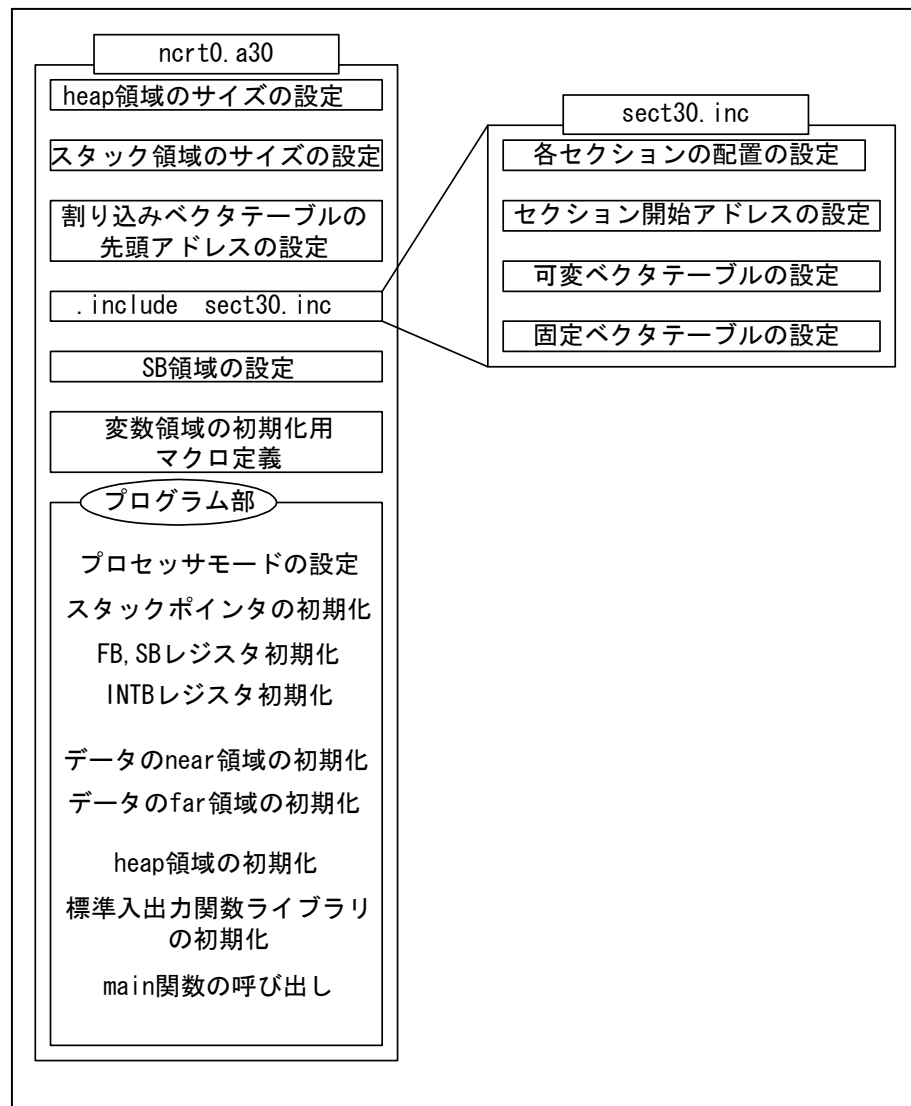 ncrt0.a30
heap領域のサイズの設定
スタック領域のサイズの設定
割り込みベクタテーブルの
先頭アドレスの設定
.include sect30.inc
SB領域の設定
変数領域の初期化用
マクロ定義
プログラム部
プロセッサモードの設定
スタックポインタの初期化
FB,SBレジスタ初期化
INTBレジスタ初期化
データのnear領域の初期化
データのfar領域の初期化
heap領域の初期化
標準入出力関数ライブラリ
の初期化
main関数の呼び出し
sect30.inc
各セクションの配置の設定
セクション開始アドレスの設定
可変ベクタテーブルの設定
固定ベクタテーブルの設定